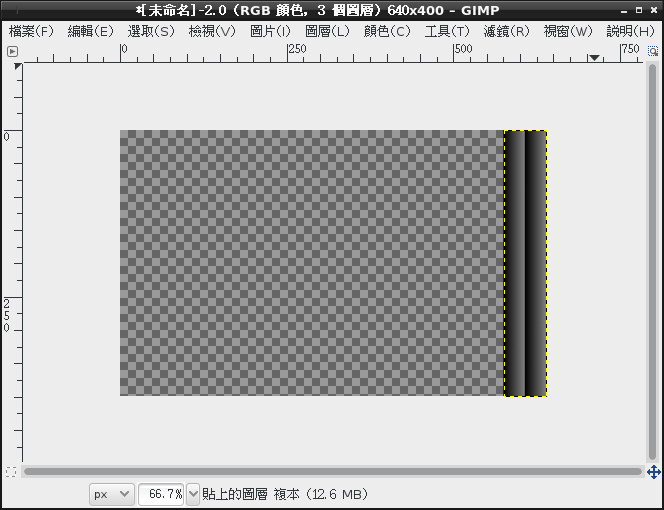 *[未命名]-2.0 (RGB 顏色, 3 個圖層) 640x400 – GIMP
檔案(F) 編輯(E) 選取(S) 檢視(V) 圖片(I) 圖層(L) 顏色(C) 工具(T) 濾鏡(R) 視窗(W) 說明(H)
0 250 500 750
0
250
px 66.7% 貼上的圖層 複本 (12.6 MB)